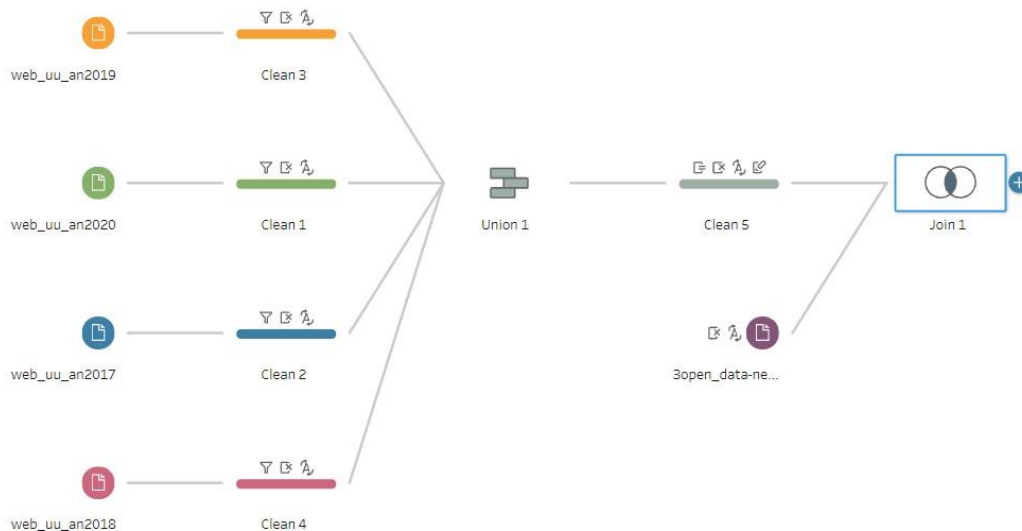 web_uu_an2019
Clean 3
web_uu_an2020
Clean 1
Union 1
Clean 5
Join 1
web_uu_an2017
Clean 2
3open_data-ne...
web_uu_an2018
Clean 4